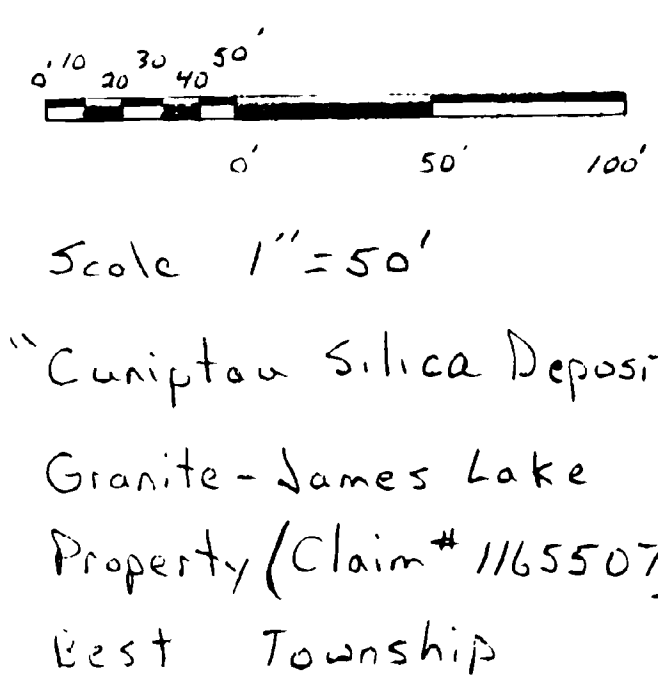 0' 10 20 30 40 50'
0' 50' 100'
Scale 1"=50'
"Cuniptau Silica Deposi
Granite-James Lake
Property (Claim # 1165507
Best Township